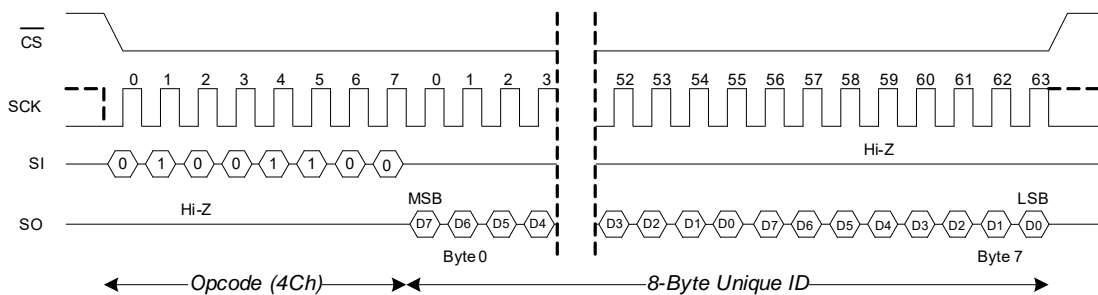 CS
0 1 2 3 4 5 6 7 0 1 2 3 52 53 54 55 56 57 58 59 60 61 62 63
SCK
Hi-Z
SI 0 1 0 0 1 1 0 0
MSB LSB
Hi-Z
SO D7 D6 D5 D4 D3 D2 D1 D0 D7 D6 D5 D4 D3 D2 D1 D0
Byte 0 Byte 7
Opcode (4Ch) 8-Byte Unique ID